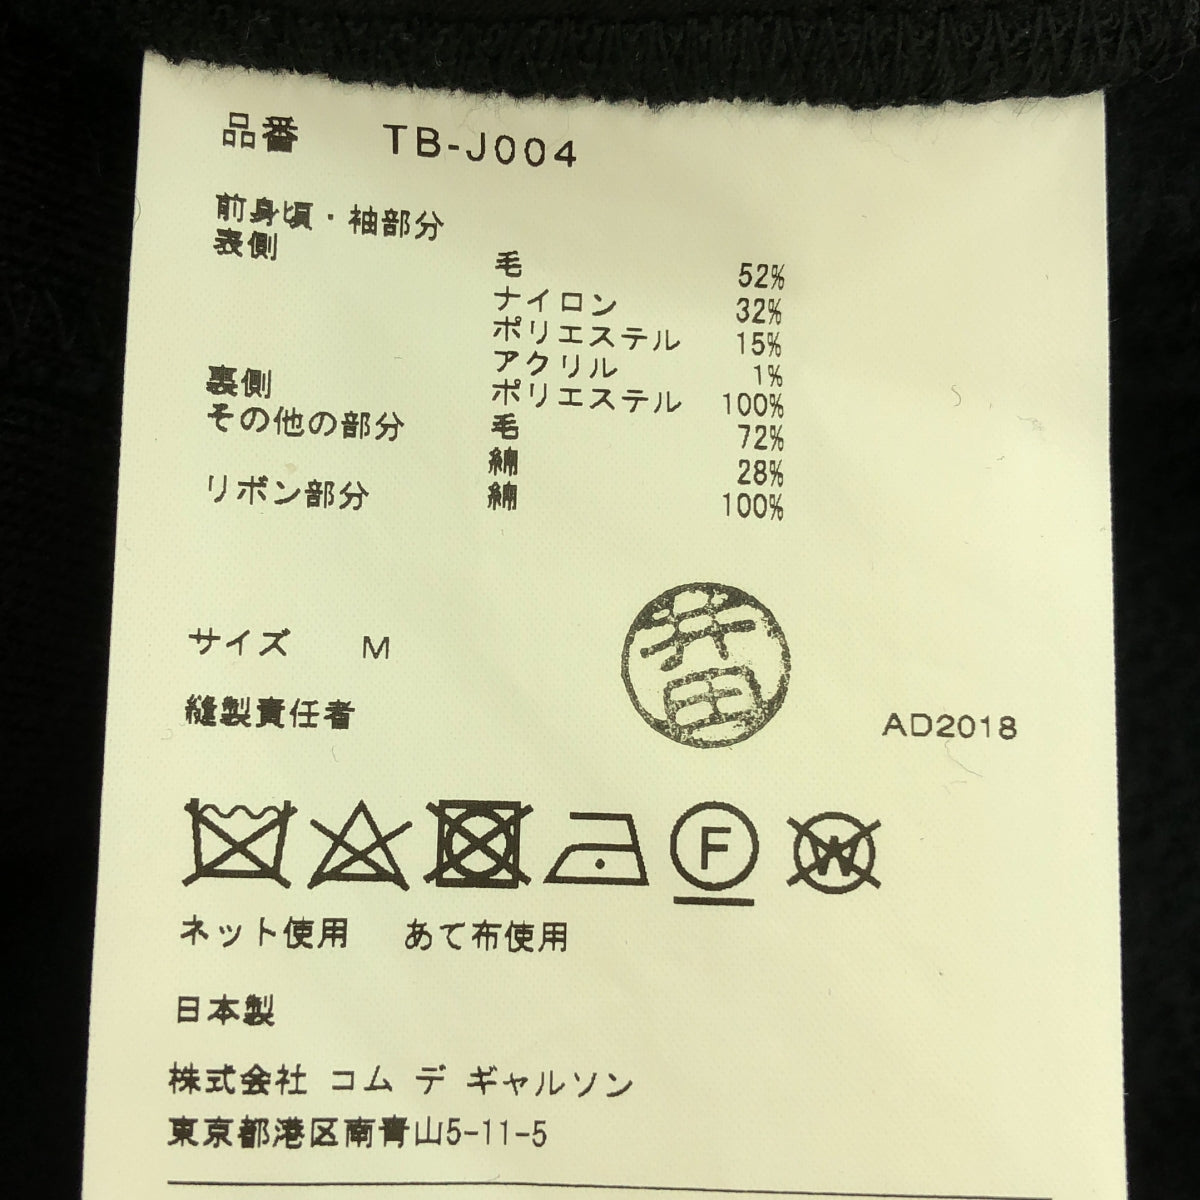 品番 TB-J004
前身頃・袖部分
表側 毛 52%
ナイロン 32%
ポリエステル 15%
アクリル 1%
裏側 ポリエステル 100%
その他の部分 毛 72%
綿 28%
リボン部分 綿 100%
サイズ M
縫製責任者 井田 AD2018
F W
ネット使用 あて布使用
日本製
株式会社 コム デ ギャルソン
東京都港区南青山5-11-5